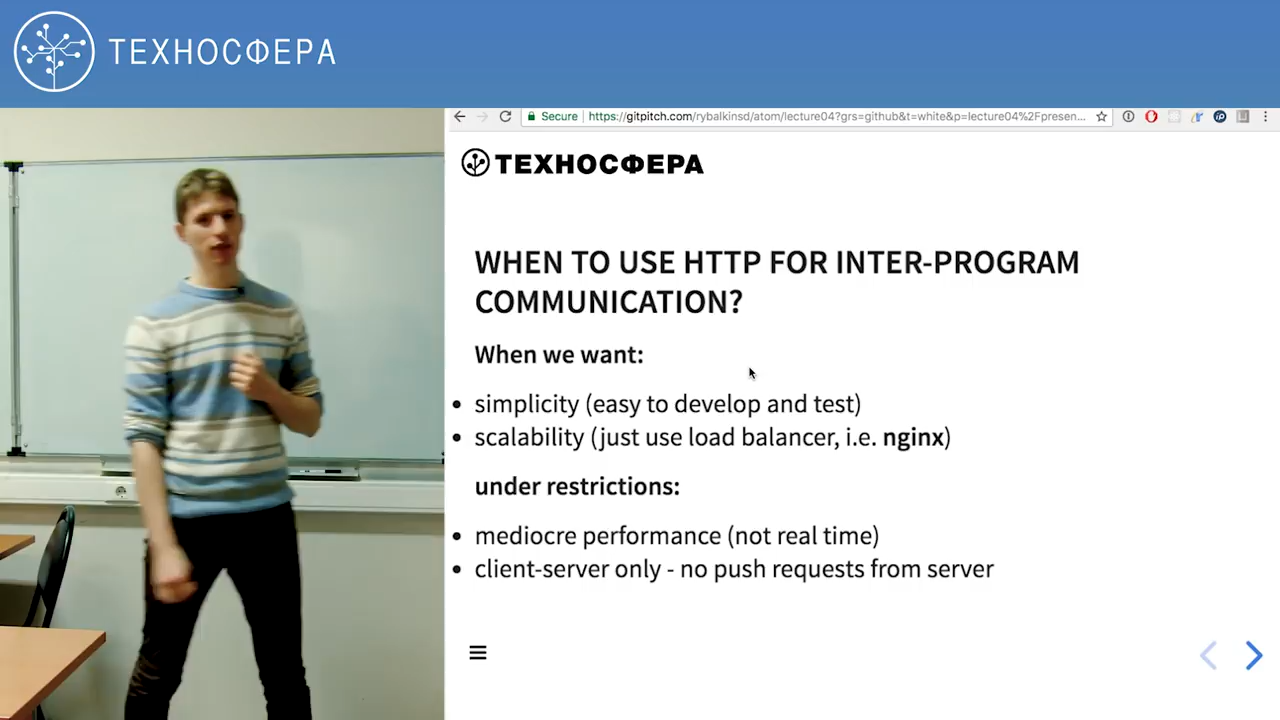 ТЕХНОСФЕРА
Secure
https://gitpitch.com/rybalkinsd/atom/lecture04?grs=github&t=white&p=lecture04%2Fpresen...
ТЕХНОСФЕРА
WHEN TO USE HTTP FOR INTER-PROGRAM
COMMUNICATION?
When we want:
• simplicity (easy to develop and test)
• scalability (just use load balancer, i.e. nginx)
under restrictions:
• mediocre performance (not real time)
• client-server only - no push requests from server